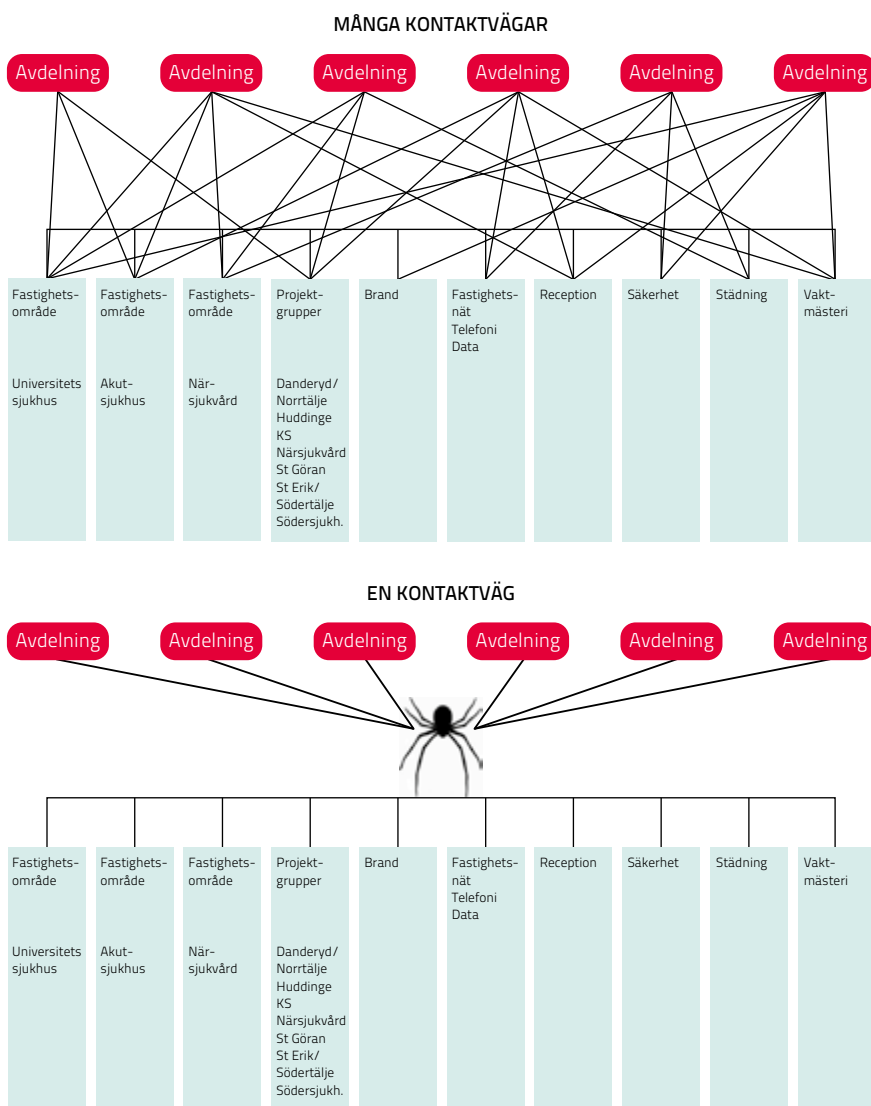 MÅNGA KONTAKTVÄGAR
Avdelning
Avdelning
Avdelning
Avdelning
Avdelning
Avdelning
Fastighets-
område
Universitets
sjukhus
Fastighets-
område
Akut-
sjukhus
Fastighets-
område
När-
sjukvård
Projekt-
grupper
Danderyd/
Norrtälje
Huddinge
KS
Närsjukvård
St Göran
St Erik/
Södertälje
Södersjukh.
Brand
Fastighets-
nät
Telefoni
Data
Reception
Säkerhet
Städning
Vakt-
mästeri
EN KONTAKTVÄG
Avdelning
Avdelning
Avdelning
Avdelning
Avdelning
Avdelning
Fastighets-
område
Universitets
sjukhus
Fastighets-
område
Akut-
sjukhus
Fastighets-
område
När-
sjukvård
Projekt-
grupper
Danderyd/
Norrtälje
Huddinge
KS
Närsjukvård
St Göran
St Erik/
Södertälje
Södersjukh.
Brand
Fastighets-
nät
Telefoni
Data
Reception
Säkerhet
Städning
Vakt-
mästeri